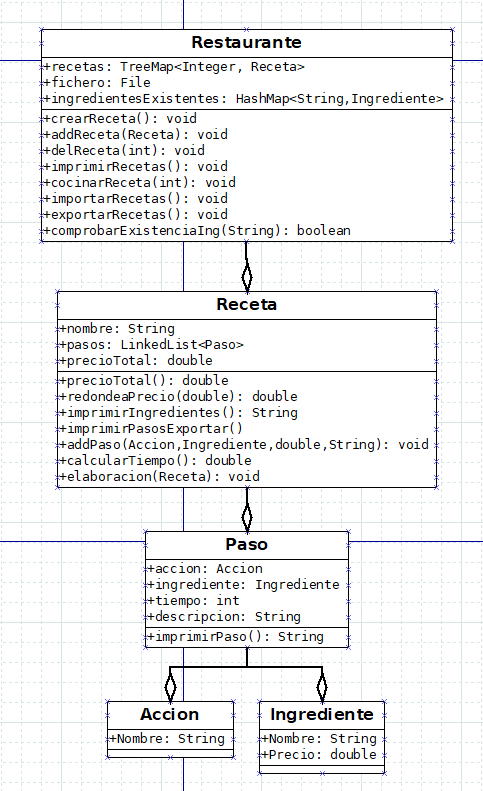 Restaurante
+recetas: TreeMap<Integer, Receta>
+fichero: File
+ingredientesExistentes: HashMap<String,Ingrediente>
+crearReceta(): void
+addReceta(Receta): void
+delReceta(int): void
+imprimirRecetas(): void
+cocinarReceta(int): void
+importarRecetas(): void
+exportarRecetas(): void
+comprobarExistenciaIng(String): boolean
Receta
+nombre: String
+pasos: LinkedList<Paso>
+precioTotal: double
+precioTotal(): double
+redondeaPrecio(double): double
+imprimirIngredientes(): String
+imprimirPasosExportar()
+addPaso(Accion,Ingrediente,double,String): void
+calcularTiempo(): double
+elaboracion(Receta): void
Paso
+accion: Accion
+ingrediente: Ingrediente
+tiempo: int
+descripcion: String
+imprimirPaso(): String
Accion
+Nombre: String
Ingrediente
+Nombre: String
+Precio: double